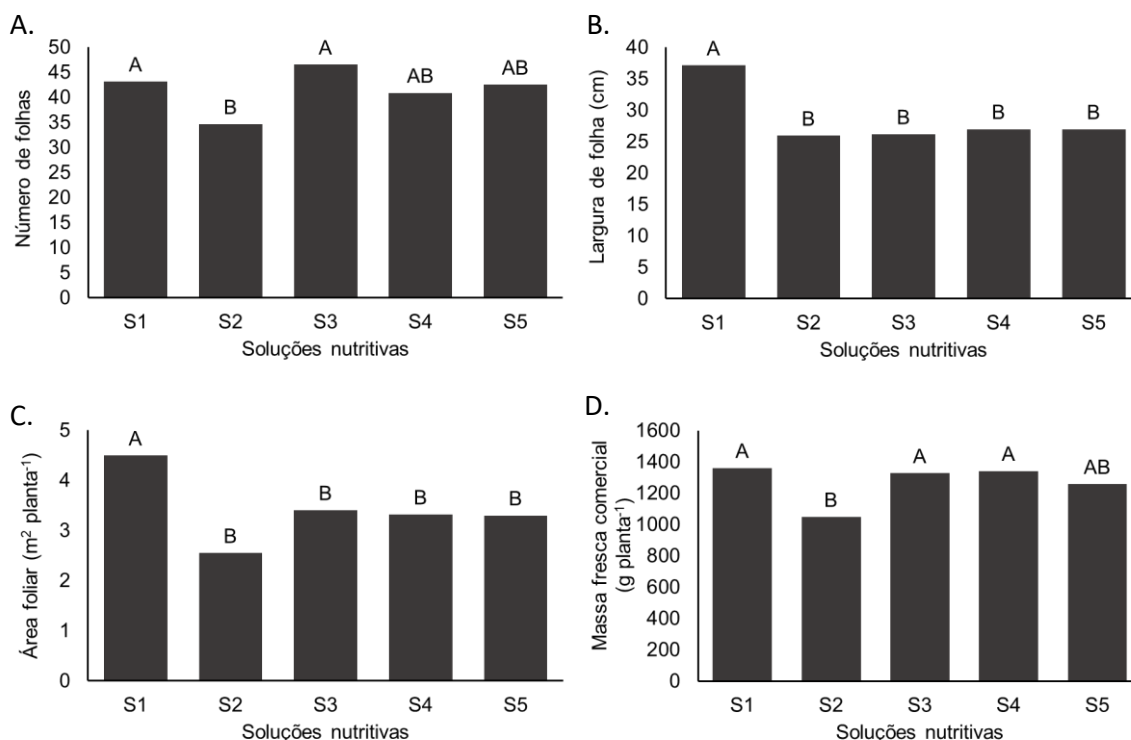 A.
Número de folhas
50
45
40
35
30
25
20
15
10
5
0
A
B
A
AB
AB
S1 S2 S3 S4 S5
Soluções nutritivas
B.
Largura de folha (cm)
40
35
30
25
20
15
10
5
0
A
B
B
B
B
S1 S2 S3 S4 S5
Soluções nutritivas
C.
Área foliar (m² planta⁻¹)
5
4
3
2
1
0
A
B
B
B
B
S1 S2 S3 S4 S5
Soluções nutritivas
D.
Massa fresca comercial
(g planta⁻¹)
1600
1400
1200
1000
800
600
400
200
0
A
B
A
A
AB
S1 S2 S3 S4 S5
Soluções nutritivas